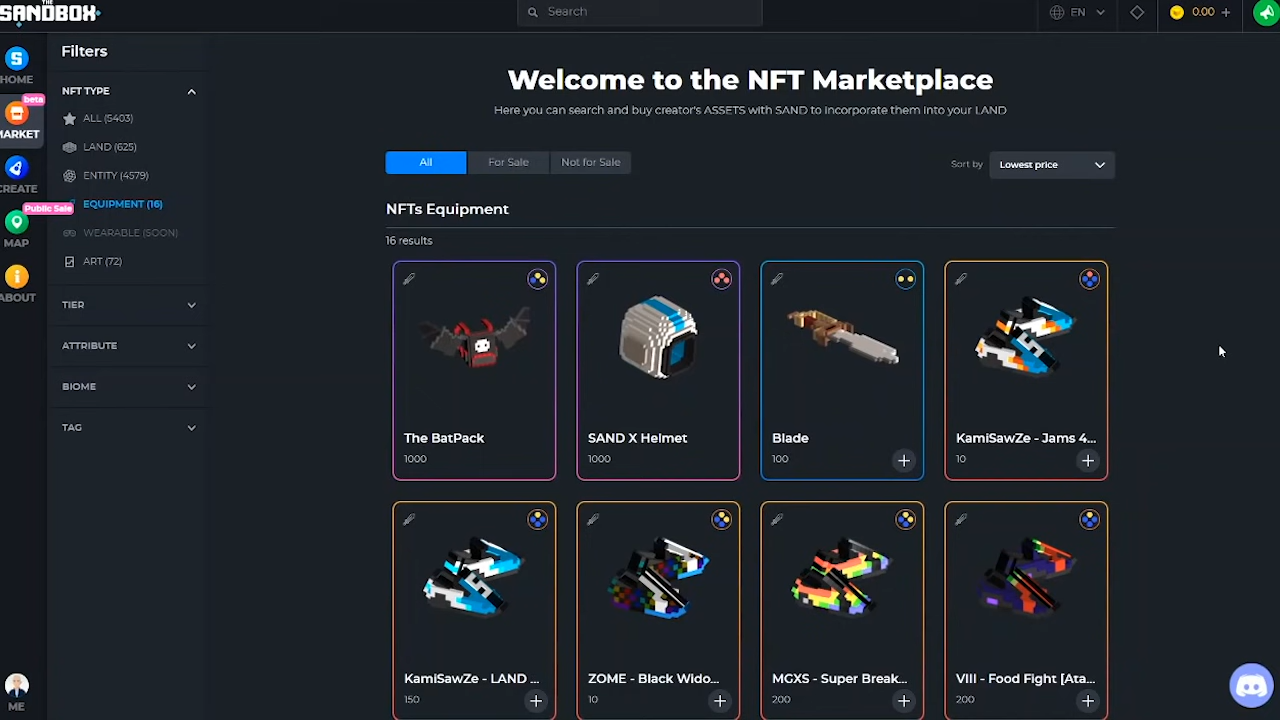 THE
SANDBOX
Search
EN
0.00
HOME
beta
MARKET
CREATE
Public Sale
MAP
ABOUT
ME
Filters
NFT TYPE
ALL (5403)
LAND (625)
ENTITY (4579)
EQUIPMENT (16)
WEARABLE (SOON)
ART (72)
TIER
ATTRIBUTE
BIOME
TAG
Welcome to the NFT Marketplace
Here you can search and buy creator's ASSETS with SAND to incorporate them into your LAND
All For Sale Not for Sale
Sort by Lowest price
NFTs Equipment
16 results
The BatPack
1000
SAND X Helmet
1000
Blade
100
KamiSawZe - Jams 4...
10
KamiSawZe - LAND ...
150
ZOME - Black Wido...
10
MGXS - Super Break...
200
VIII - Food Fight [Ata...
200